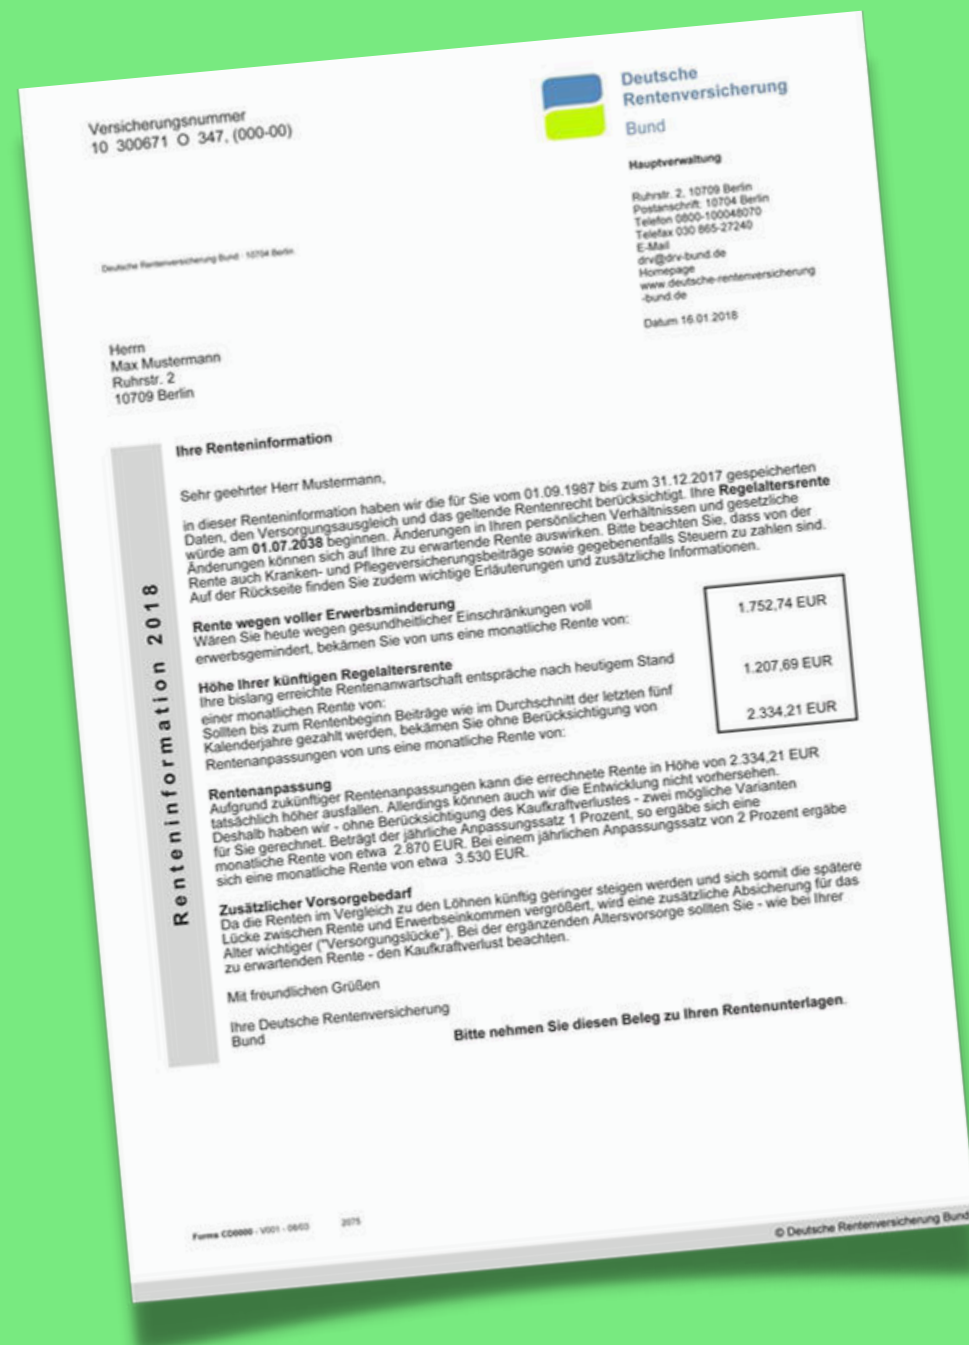 Versicherungsnummer
10 300671 O 347, (000-00)
Deutsche
Rentenversicherung
Bund
Hauptverwaltung
Ruhrstr. 2, 10709 Berlin
Postanschrift: 10704 Berlin
Telefon 0800-100048070
Telefax 030 865-27240
E-Mail
drv@drv-bund.de
Homepage
www.deutsche-rentenversicherung
-bund.de
Datum 16.01.2018
Deutsche Rentenversicherung Bund · 10704 Berlin
Herrn
Max Mustermann
Ruhrstr. 2
10709 Berlin
Renteninformation 2018
Ihre Renteninformation
Sehr geehrter Herr Mustermann,
in dieser Renteninformation haben wir die für Sie vom 01.09.1987 bis zum 31.12.2017 gespeicherten
Daten, den Versorgungsausgleich und das geltende Rentenrecht berücksichtigt. Ihre Regelaltersrente
würde am 01.07.2038 beginnen. Änderungen in Ihren persönlichen Verhältnissen und gesetzliche
Änderungen können sich auf Ihre zu erwartende Rente auswirken. Bitte beachten Sie, dass von der
Rente auch Kranken- und Pflegeversicherungsbeiträge sowie gegebenenfalls Steuern zu zahlen sind.
Auf der Rückseite finden Sie zudem wichtige Erläuterungen und zusätzliche Informationen.
Rente wegen voller Erwerbsminderung
Wären Sie heute wegen gesundheitlicher Einschränkungen voll
erwerbsgemindert, bekämen Sie von uns eine monatliche Rente von:
1.752,74 EUR
Höhe Ihrer künftigen Regelaltersrente
Ihre bislang erreichte Rentenanwartschaft entspräche nach heutigem Stand
einer monatlichen Rente von:
1.207,69 EUR
Sollten bis zum Rentenbeginn Beiträge wie im Durchschnitt der letzten fünf
Kalenderjahre gezahlt werden, bekämen Sie ohne Berücksichtigung von
Rentenanpassungen von uns eine monatliche Rente von:
2.334,21 EUR
Rentenanpassung
Aufgrund zukünftiger Rentenanpassungen kann die errechnete Rente in Höhe von 2.334,21 EUR
tatsächlich höher ausfallen. Allerdings können auch wir die Entwicklung nicht vorhersehen.
Deshalb haben wir - ohne Berücksichtigung des Kaufkraftverlustes - zwei mögliche Varianten
für Sie gerechnet. Beträgt der jährliche Anpassungssatz 1 Prozent, so ergäbe sich eine
monatliche Rente von etwa 2.870 EUR. Bei einem jährlichen Anpassungssatz von 2 Prozent ergäbe
sich eine monatliche Rente von etwa 3.530 EUR.
Zusätzlicher Vorsorgebedarf
Da die Renten im Vergleich zu den Löhnen künftig geringer steigen werden und sich somit die spätere
Lücke zwischen Rente und Erwerbseinkommen vergrößert, wird eine zusätzliche Absicherung für das
Alter wichtiger ("Versorgungslücke"). Bei der ergänzenden Altersvorsorge sollten Sie - wie bei Ihrer
zu erwartenden Rente - den Kaufkraftverlust beachten.
Mit freundlichen Grüßen
Ihre Deutsche Rentenversicherung
Bund
Bitte nehmen Sie diesen Beleg zu Ihren Rentenunterlagen.
V001 - 08/03 2075
© Deutsche Rentenversicherung Bund